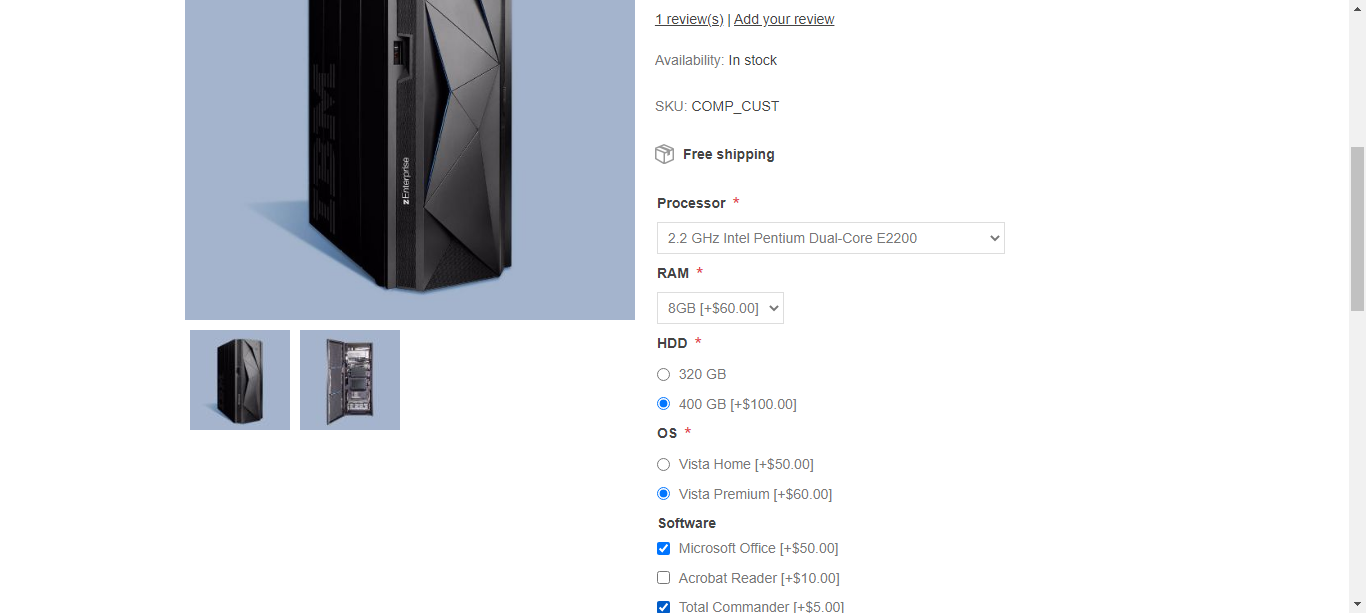 1 review(s) | Add your review
Availability: In stock
SKU: COMP_CUST
Free shipping
IBM
zEnterprise
Processor *
2.2 GHz Intel Pentium Dual-Core E2200
RAM *
8GB [+$60.00]
HDD *
320 GB
400 GB [+$100.00]
OS *
Vista Home [+$50.00]
Vista Premium [+$60.00]
Software
Microsoft Office [+$50.00]
Acrobat Reader [+$10.00]
Total Commander [+$5.00]